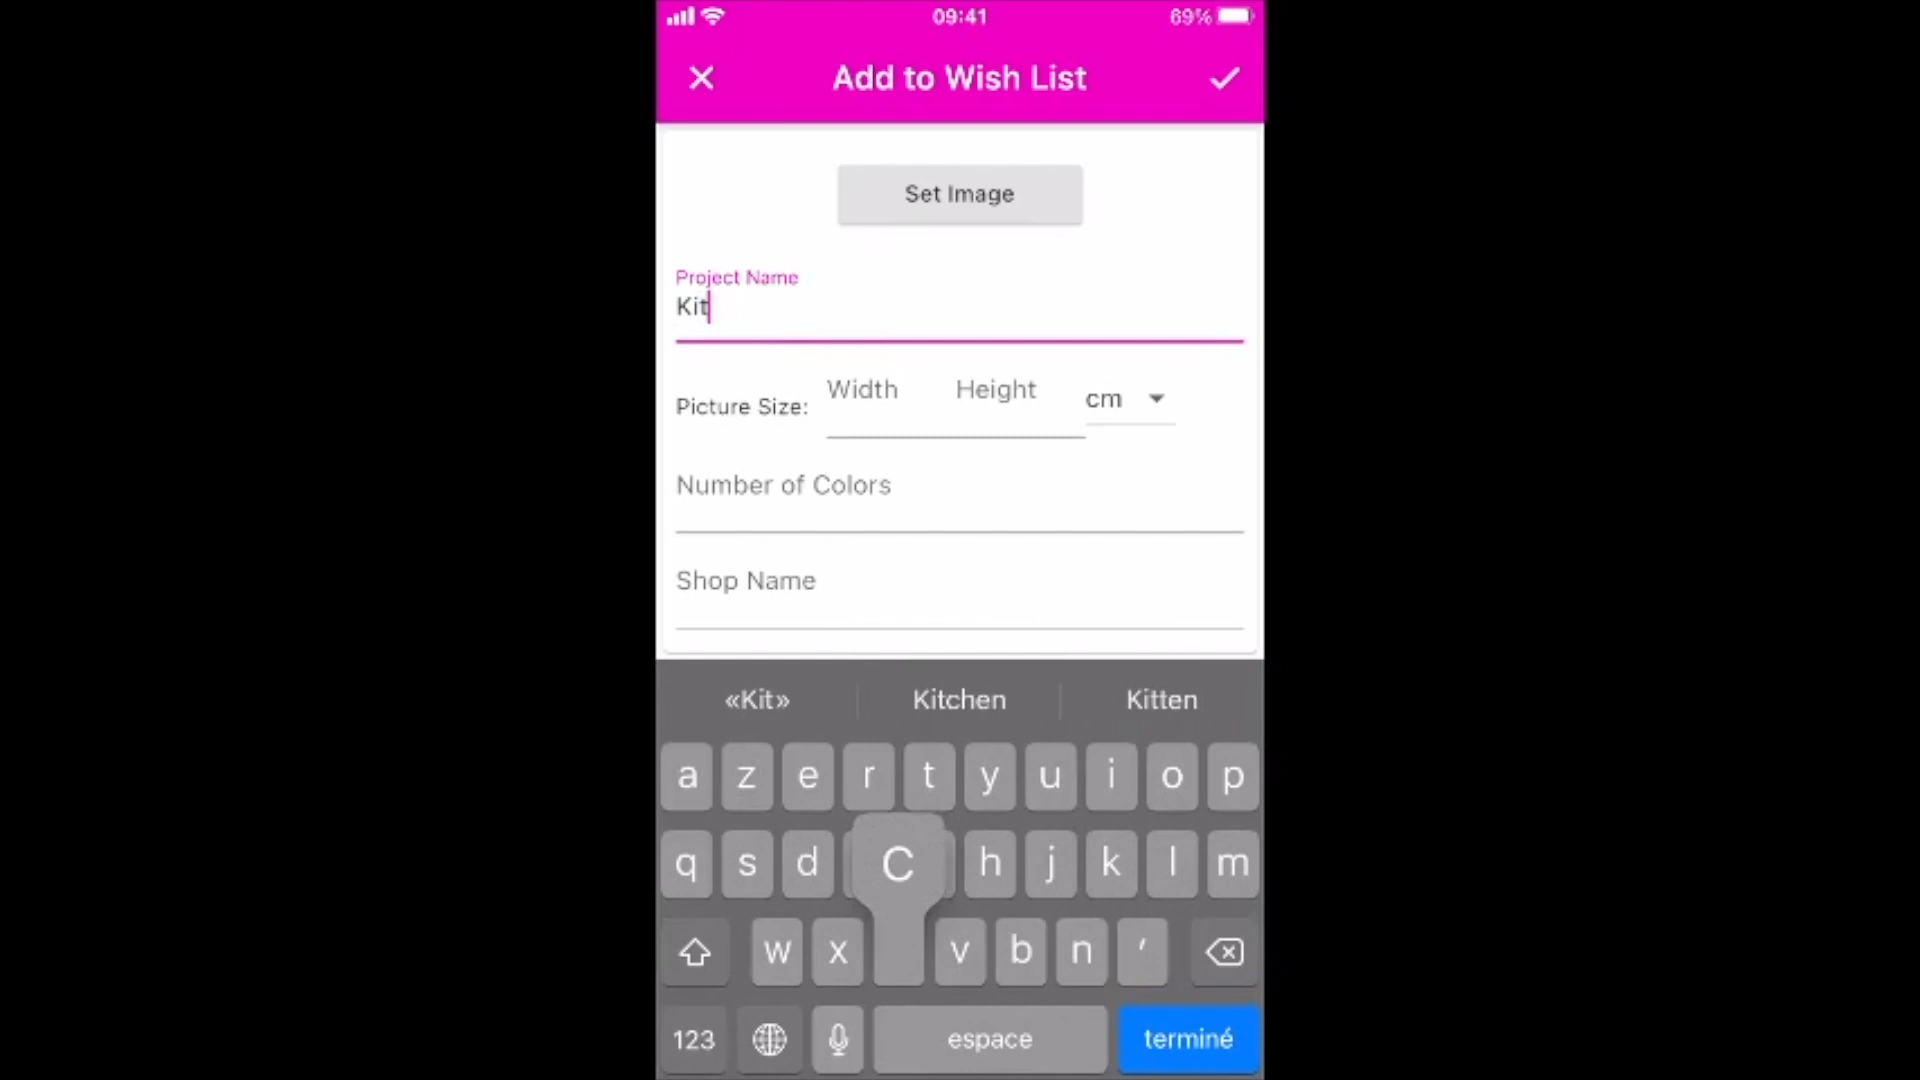 09:41 69%
Add to Wish List
Set Image
Project Name
Kit
Picture Size: Width Height cm
Number of Colors
Shop Name
«Kit» Kitchen Kitten
a z e r t y u i o p
q s d C h j k l m
w x v b n '
123 espace terminé